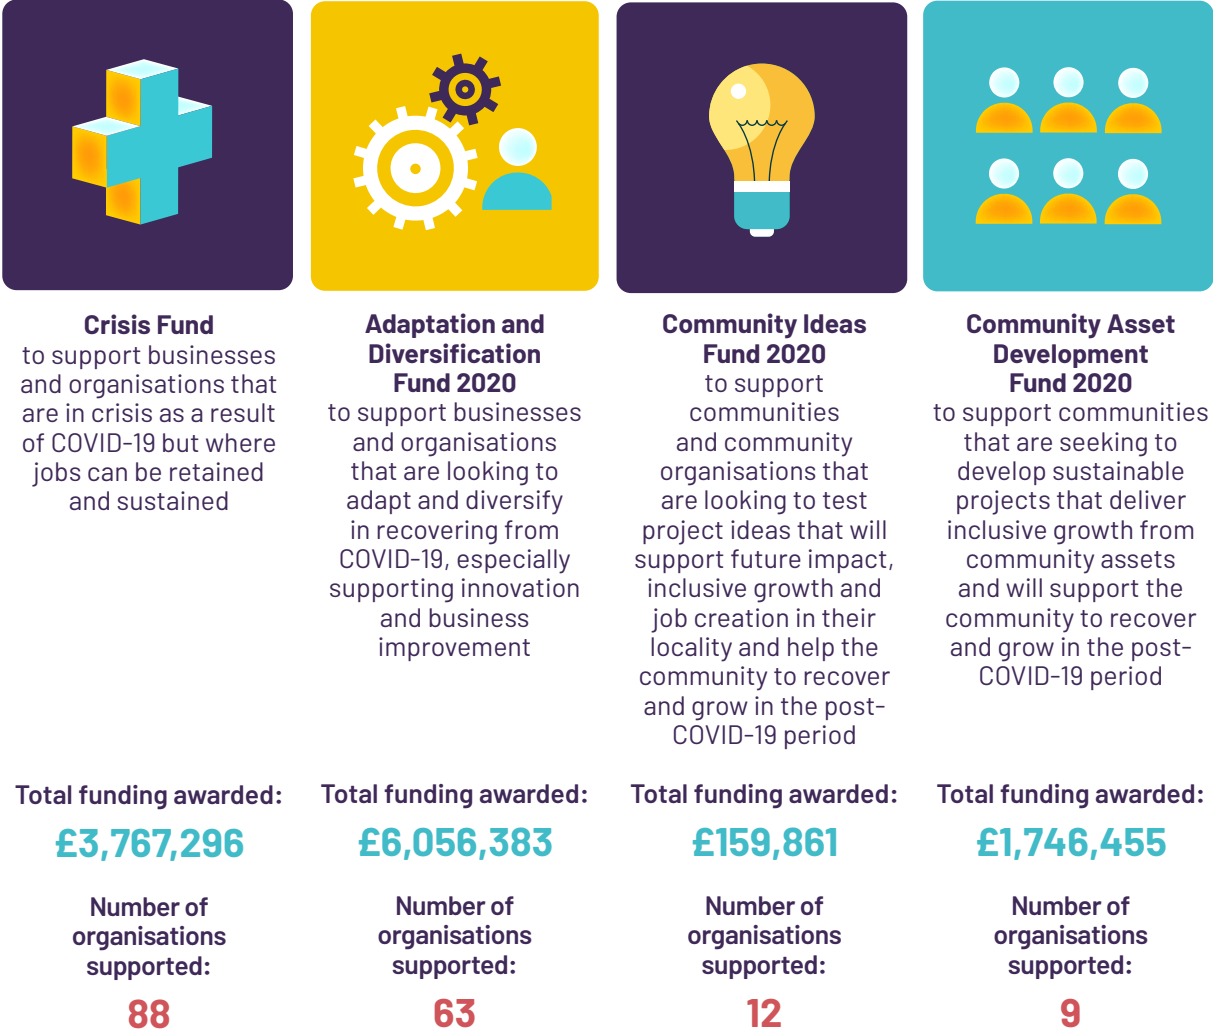 Crisis Fund
to support businesses
and organisations that
are in crisis as a result
of COVID-19 but where
jobs can be retained
and sustained
Total funding awarded:
£3,767,296
Number of
organisations
supported:
88
Adaptation and
Diversification
Fund 2020
to support businesses
and organisations
that are looking to
adapt and diversify
in recovering from
COVID-19, especially
supporting innovation
and business
improvement
Total funding awarded:
£6,056,383
Number of
organisations
supported:
63
Community Ideas
Fund 2020
to support
communities
and community
organisations that
are looking to test
project ideas that will
support future impact,
inclusive growth and
job creation in their
locality and help the
community to recover
and grow in the post-
COVID-19 period
Total funding awarded:
£159,861
Number of
organisations
supported:
12
Community Asset
Development
Fund 2020
to support communities
that are seeking to
develop sustainable
projects that deliver
inclusive growth from
community assets
and will support the
community to recover
and grow in the post-
COVID-19 period
Total funding awarded:
£1,746,455
Number of
organisations
supported:
9